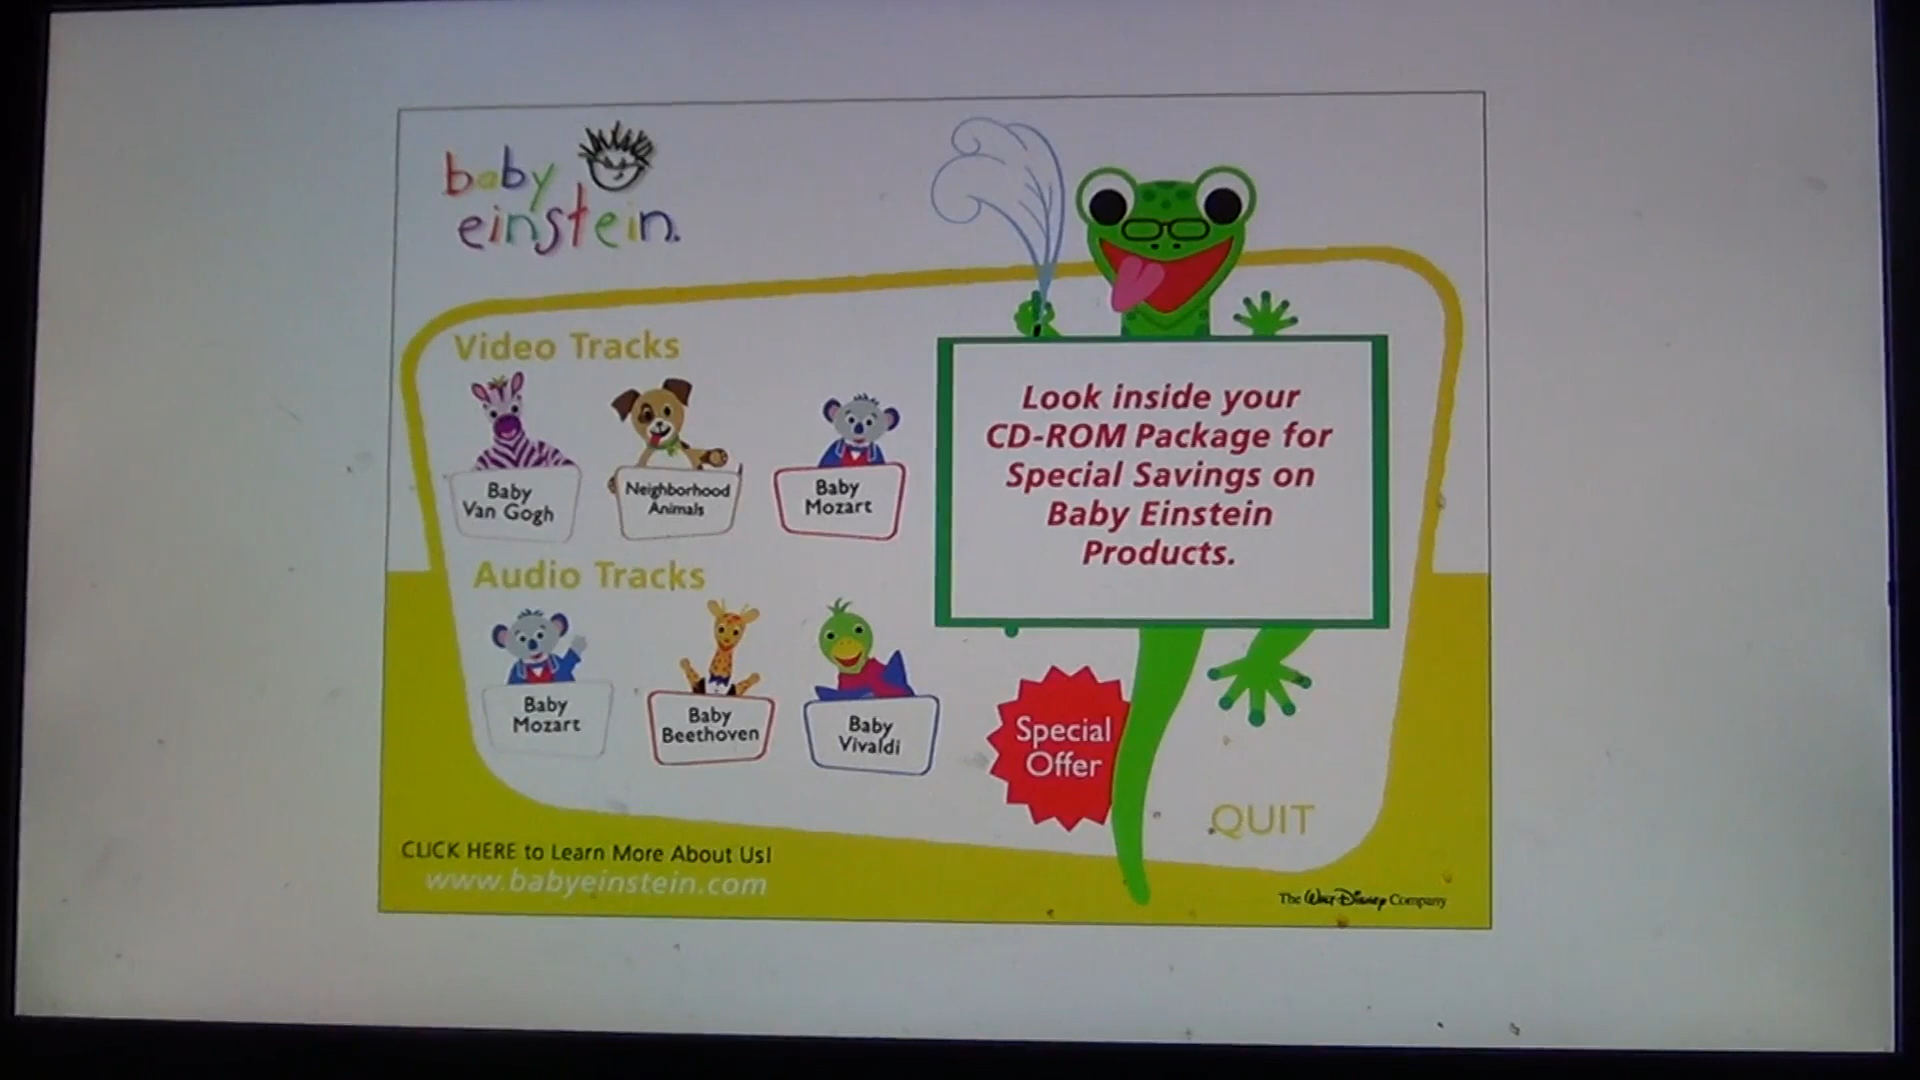 baby
einstein.
Video Tracks
Baby
Van Gogh
Neighborhood
Animals
Baby
Mozart
Audio Tracks
Baby
Mozart
Baby
Beethoven
Baby
Vivaldi
Look inside your
CD-ROM Package for
Special Savings on
Baby Einstein
Products.
Special
Offer
QUIT
CLICK HERE to Learn More About Us!
www.babyeinstein.com
The Walt Disney Company